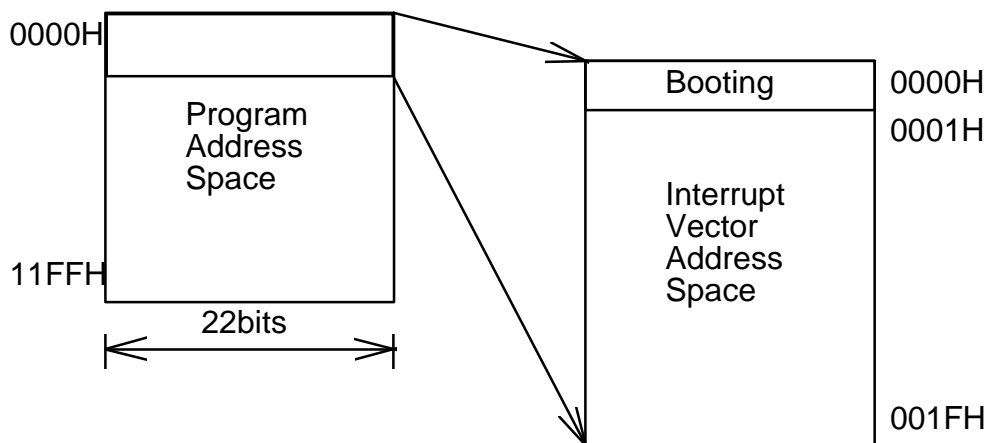 0000H
Program
Address
Space
11FFH
22bits
Booting
0000H
0001H
Interrupt
Vector
Address
Space
001FH